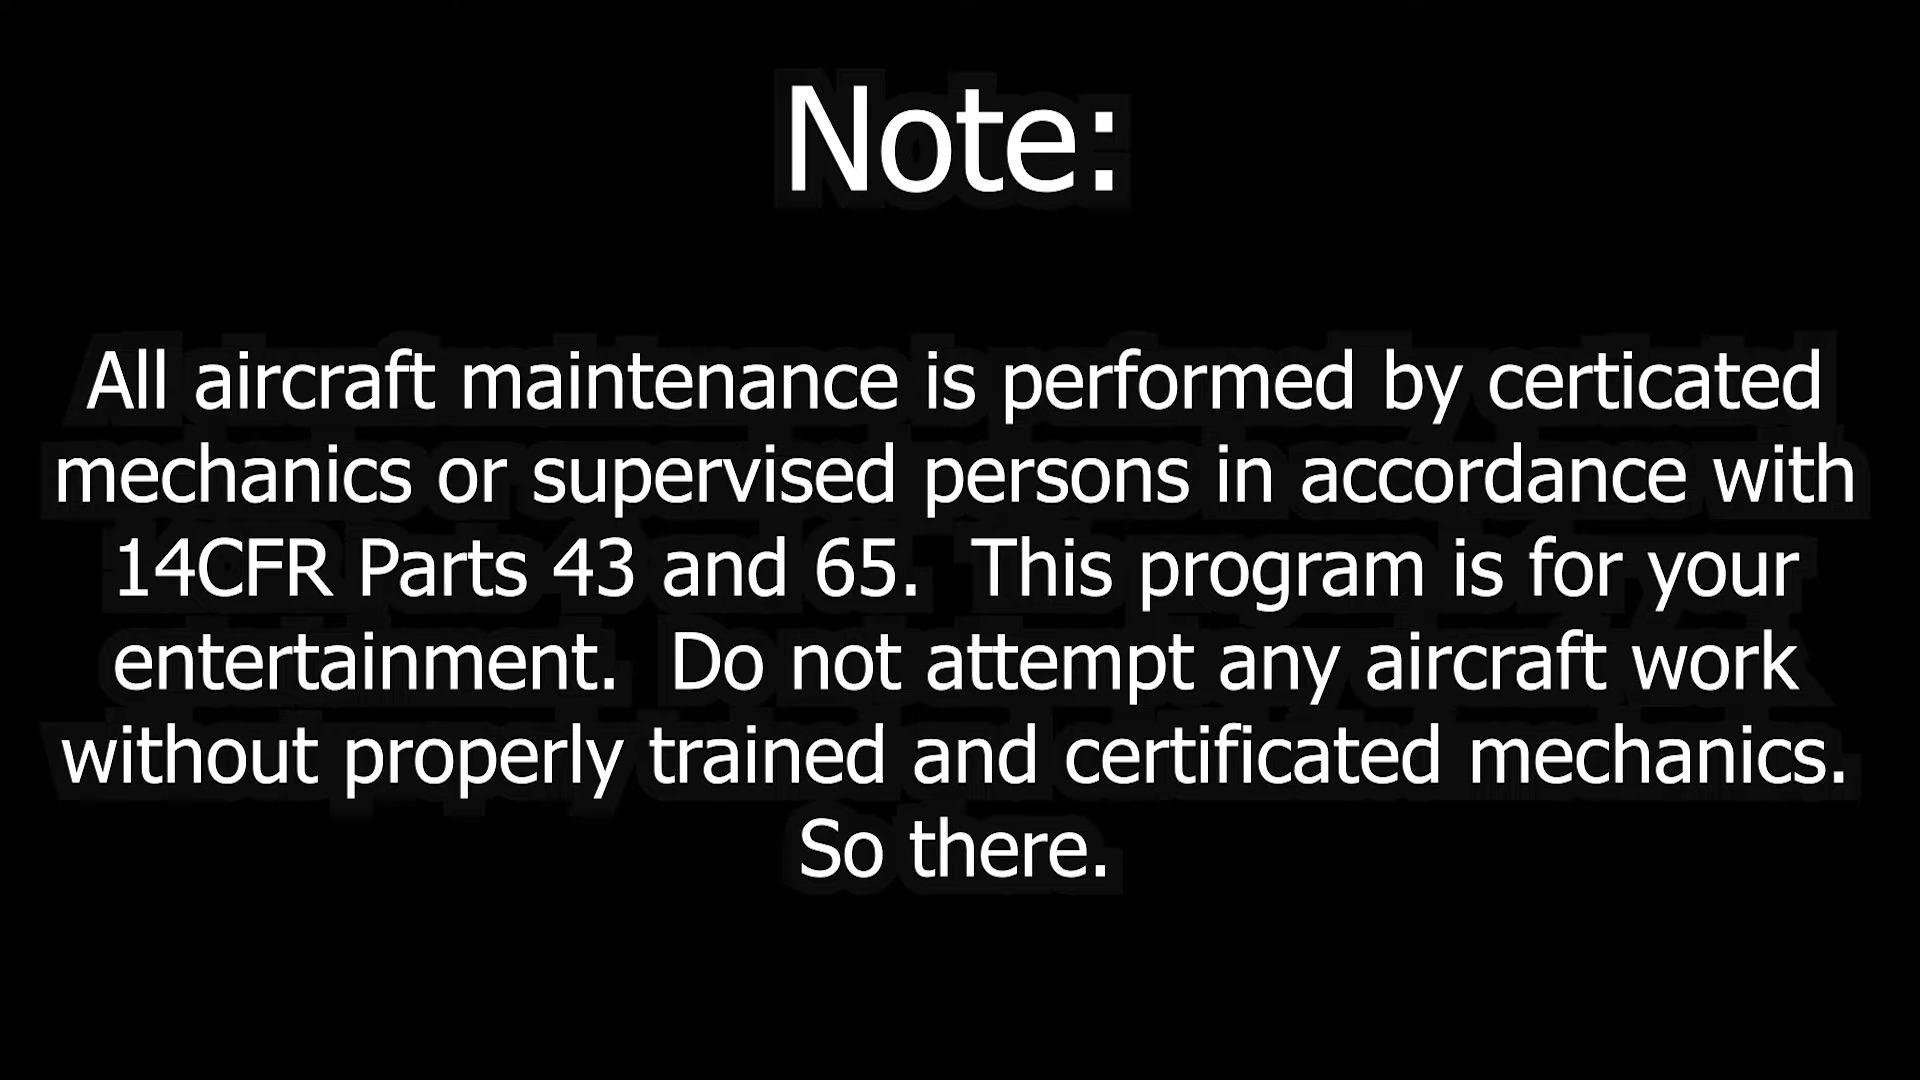 Note:
All aircraft maintenance is performed by certicated
mechanics or supervised persons in accordance with
14CFR Parts 43 and 65.  This program is for your
entertainment.  Do not attempt any aircraft work
without properly trained and certificated mechanics.
So there.